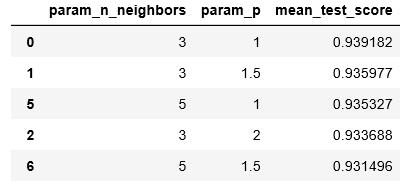 param_n_neighbors param_p mean_test_score
0 3 1 0.939182
1 3 1.5 0.935977
5 5 1 0.935327
2 3 2 0.933688
6 5 1.5 0.931496